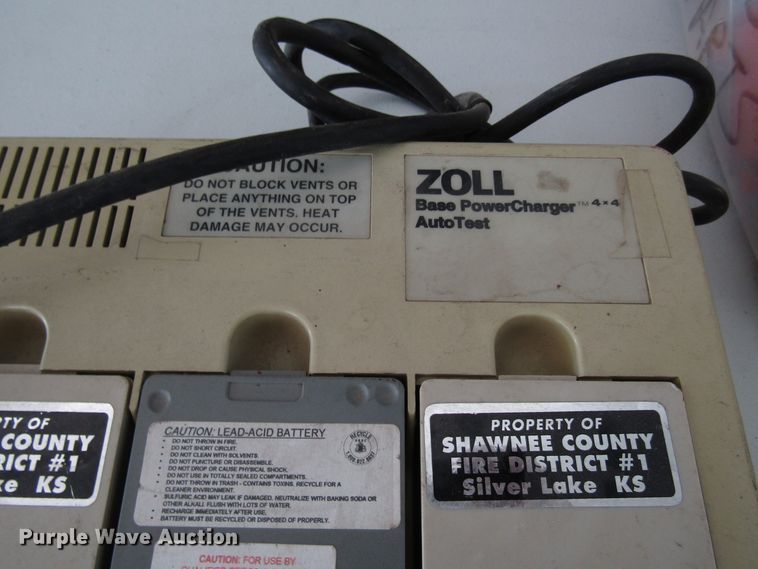 CAUTION:
DO NOT BLOCK VENTS OR
PLACE ANYTHING ON TOP
OF THE VENTS. HEAT
DAMAGE MAY OCCUR.
ZOLL
Base PowerCharger™ 4x4
AutoTest
TY OF
COUNTY
RICT #1
ke KS
CAUTION: LEAD-ACID BATTERY
• DO NOT THROW IN FIRE.
• DO NOT SHORT CIRCUIT.
• DO NOT CLEAN WITH SOLVENTS.
• DO NOT PUNCTURE OR DISASSEMBLE.
• DO NOT DROP OR CAUSE PHYSICAL SHOCK.
• DO NOT USE IN TOTALLY SEALED COMPARTMENTS.
• DO NOT THROW IN TRASH - CONTAINS TOXINS. RECYCLE FOR A
CLEANER ENVIRONMENT.
• SULFURIC ACID MAY LEAK IF DAMAGED. NEUTRALIZE WITH BAKING SODA OR
OTHER ALKALI. FLUSH WITH LOTS OF WATER.
• RECHARGE IMMEDIATELY AFTER USE.
• BATTERY MUST BE RECYCLED OR DISPOSED OF PROPERLY.
RECYCLE
CAUTION: FOR USE BY
PROPERTY OF
SHAWNEE COUNTY
FIRE DISTRICT #1
Silver Lake KS
Purple Wave Auction